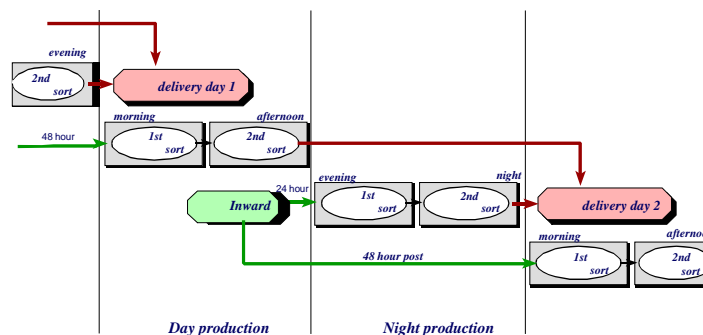 evening
2nd
sort
delivery day 1
48 hour
morning
afternoon
1st
sort
2nd
sort
Inward
24 hour
evening
night
1st
sort
2nd
sort
delivery day 2
48 hour post
morning
afternoon
1st
sort
2nd
sort
Day production
Night production